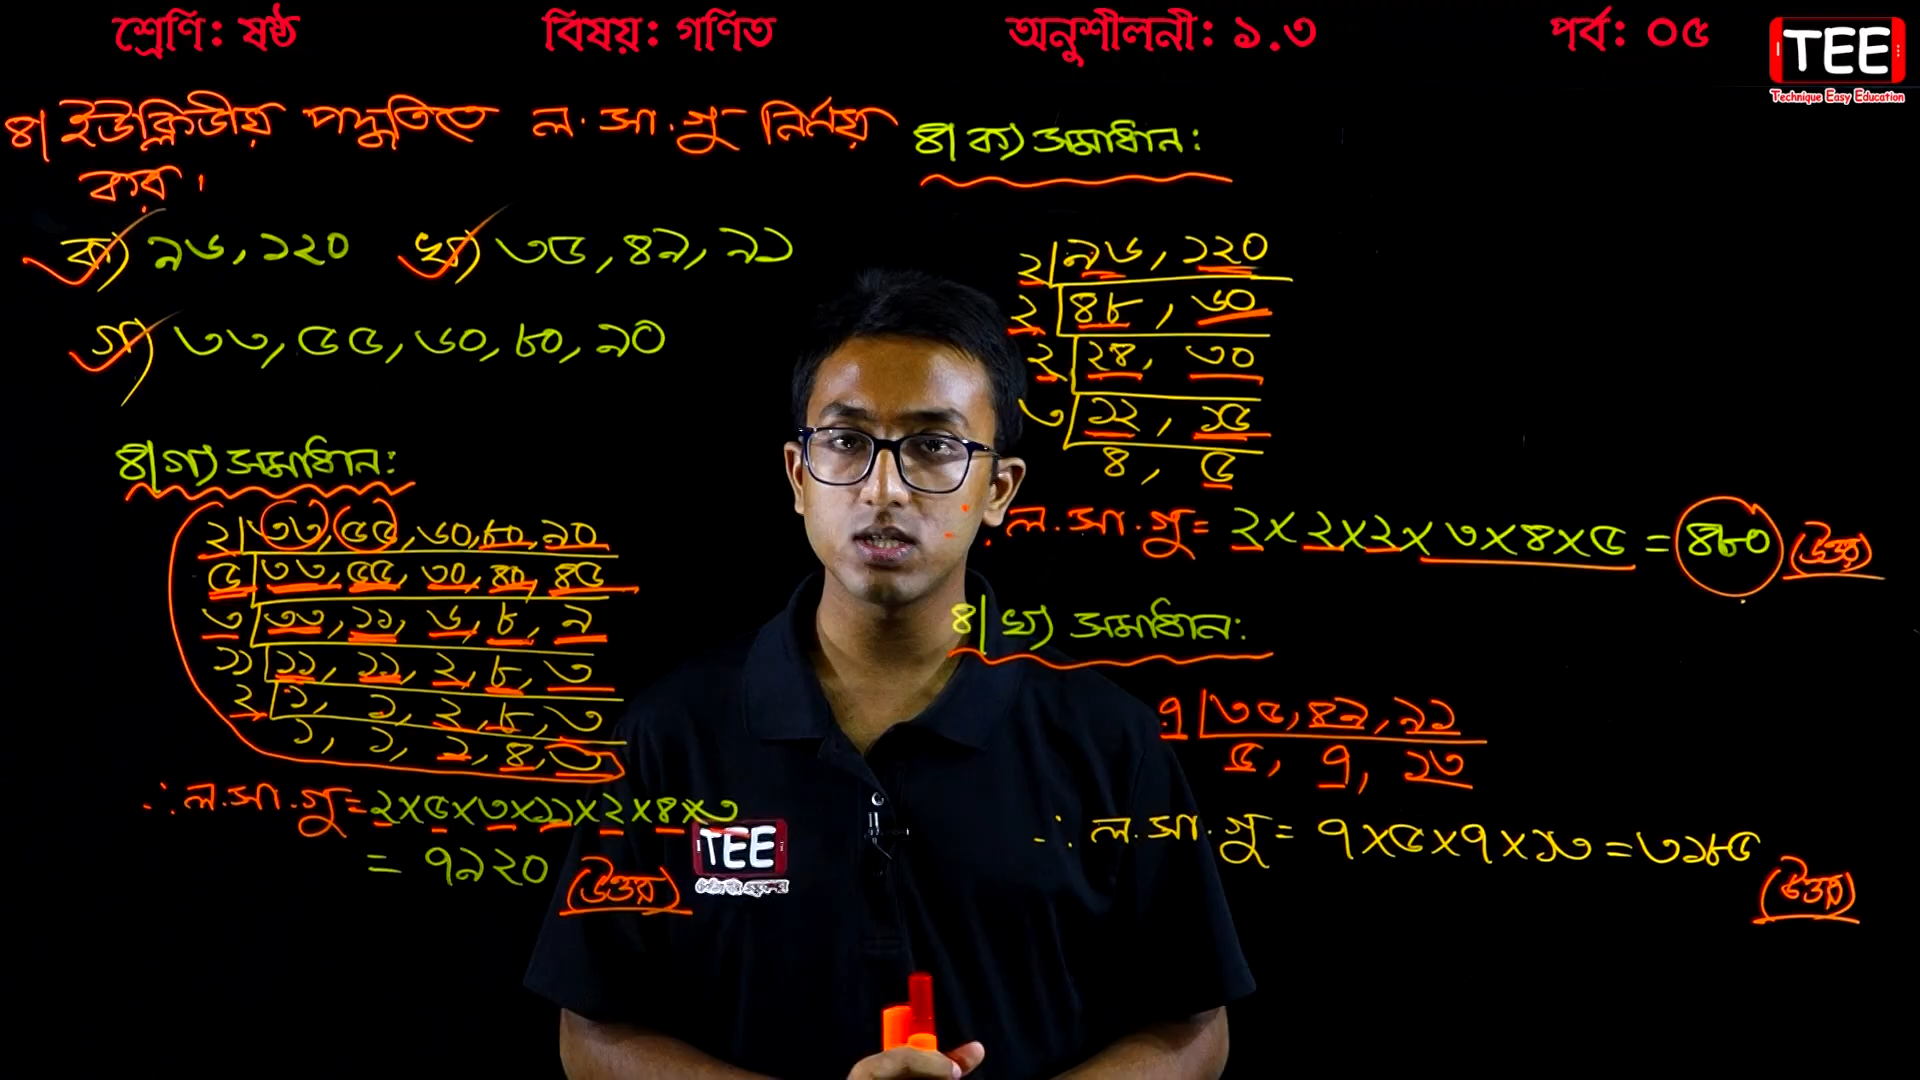 শ্রেণি: ষষ্ঠ বিষয়: গণিত অনুশীলনী: ১.৩ পর্ব: ০৫
TEE
Technique Easy Education
৪| ইউক্লিডীয় পদ্ধতিতে ল.সা.গু নির্ণয়
কর।
ক) ৯৬, ১২০ খ) ৩৫, ৪৯, ৯১
গ) ৩৩, ৫৫, ৬০, ৮০, ৯০
৪| গ) সমাধান:
২| ৩৩, ৫৫, ৬০, ৮০, ৯০
৫| ৩৩, ৫৫, ৩০, ৪০, ৪৫
৩| ৩৩, ১১, ৬, ৮, ৯
১১| ১১, ১১, ২, ৮, ৩
২| ১, ১, ২, ৮, ৩
১, ১, ১, ৪, ৩
∴ ল.সা.গু = ২×৫×৩×১১×২×৪×৩
= ৭৯২০ (উত্তর)
৪| ক) সমাধান:
২| ৯৬, ১২০
২| ৪৮, ৬০
২| ২৪, ৩০
৩| ১২, ১৫
৪, ৫
∴ ল.সা.গু = ২×২×২×৩×৪×৫ = ৪৮০ (উত্তর)
৪| খ) সমাধান:
৭| ৩৫, ৪৯, ৯১
৫, ৭, ১৩
∴ ল.সা.গু = ৭×৫×৭×১৩ = ৩১৮৫
(উত্তর)
TEE